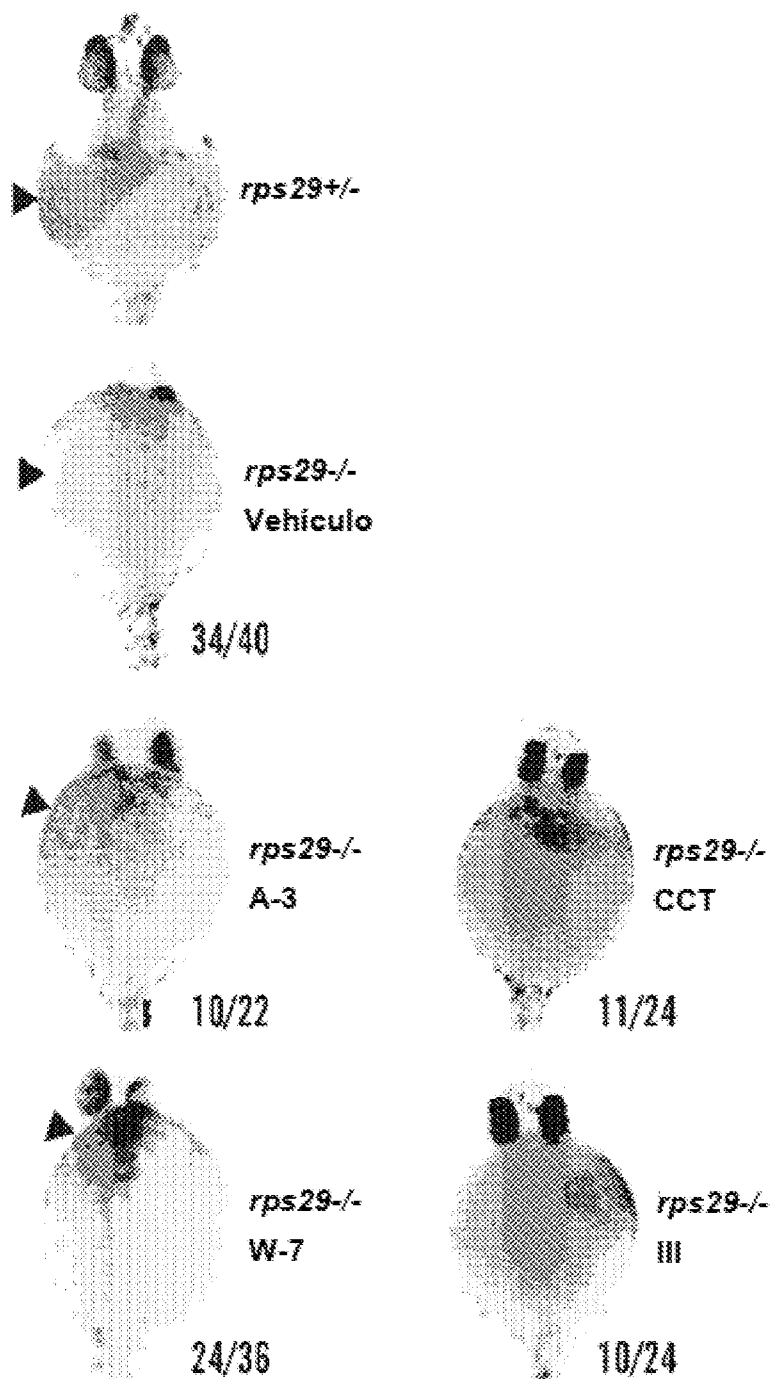 rps29+/-
rps29-/-
Vehículo
34/40
rps29-/-
A-3
10/22
rps29-/-
CCT
11/24
rps29-/-
W-7
24/36
rps29-/-
III
10/24